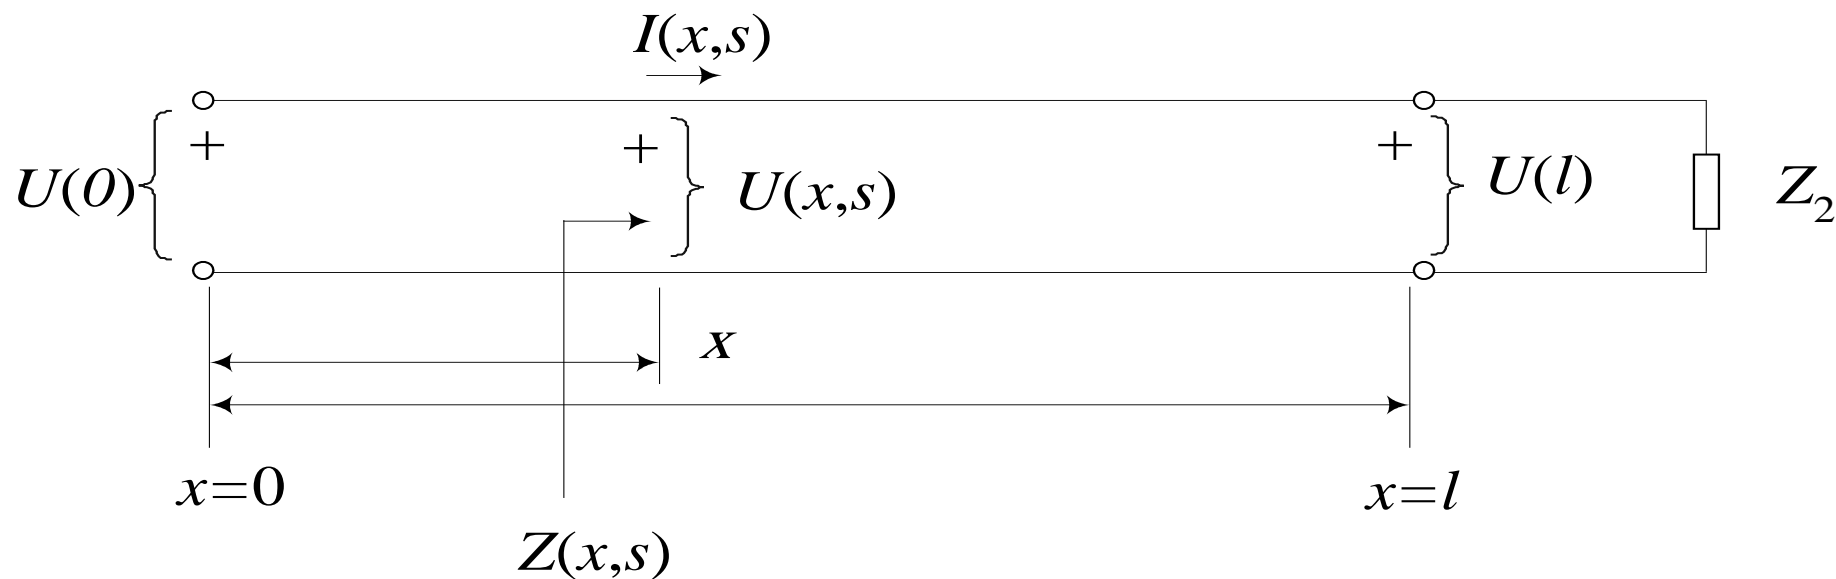 I(x,s)
+ + +
U(0) U(x,s) U(l) Z₂
x
x=0 x=l
Z(x,s)